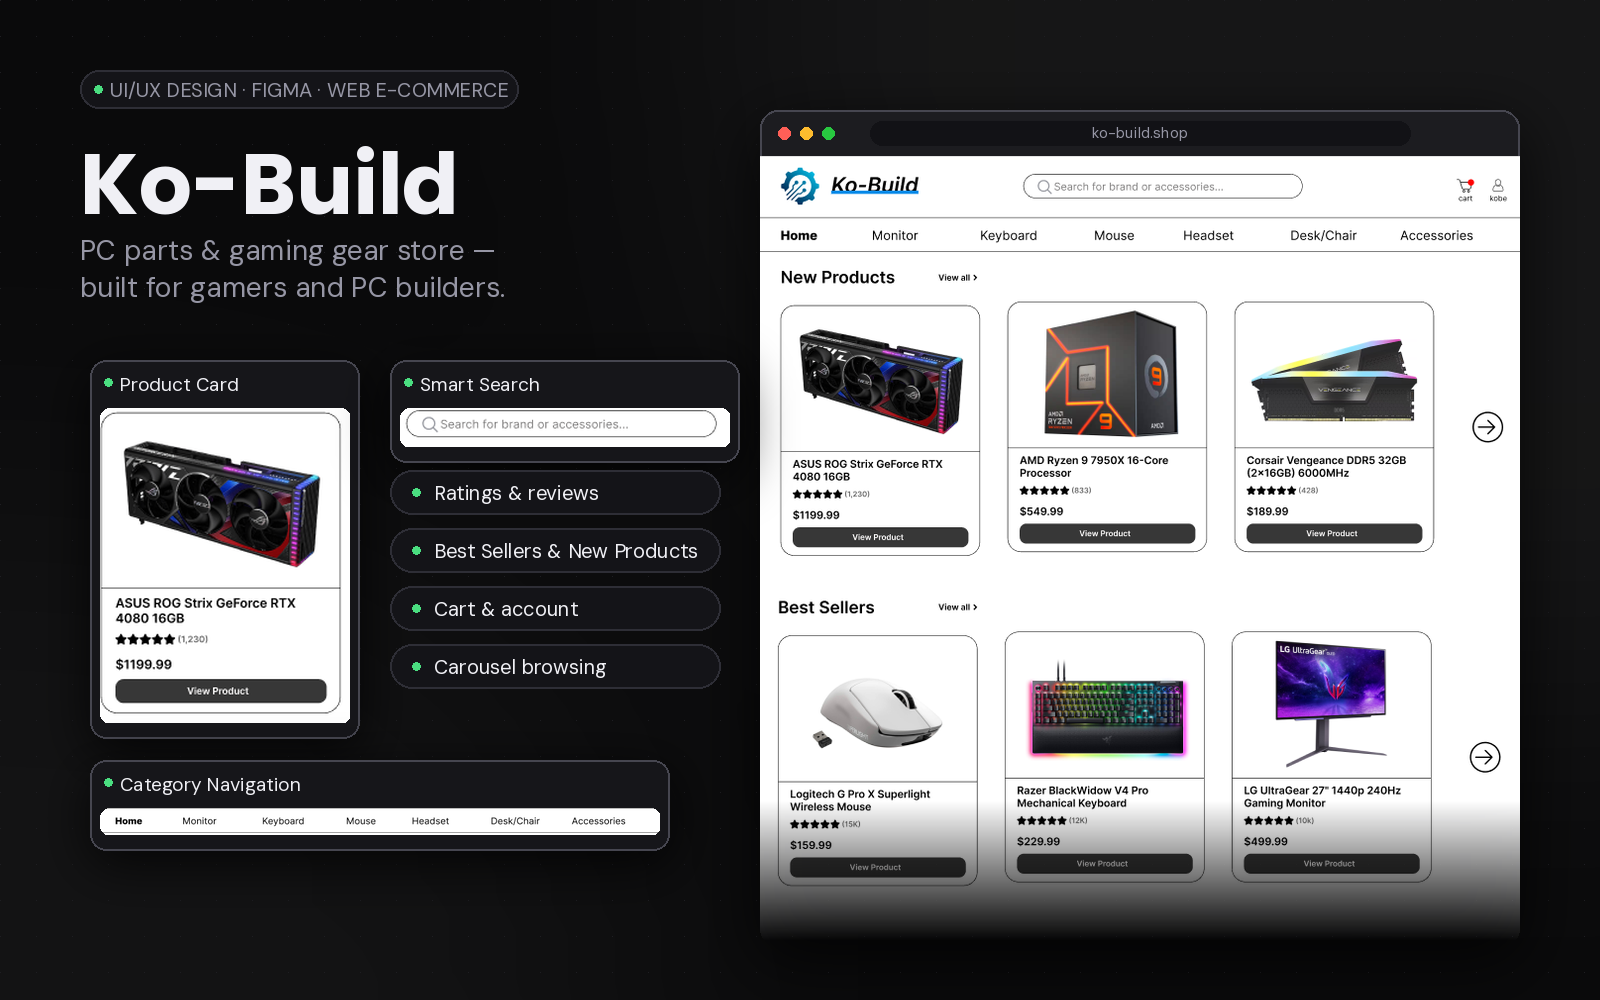 UI/UX DESIGN · FIGMA · WEB E-COMMERCE
Ko-Build
PC parts & gaming gear store —
built for gamers and PC builders.
Product Card
ASUS ROG Strix GeForce RTX
4080 16GB
(1,230)
$1199.99
View Product
Smart Search
Search for brand or accessories...
Ratings & reviews
Best Sellers & New Products
Cart & account
Carousel browsing
Category Navigation
Home Monitor Keyboard Mouse Headset Desk/Chair Accessories
ko-build.shop
Ko-Build
Search for brand or accessories...
cart kobe
Home Monitor Keyboard Mouse Headset Desk/Chair Accessories
New Products View all >
ASUS ROG Strix GeForce RTX
4080 16GB
(1,230)
$1199.99
View Product
AMD
RYZEN
9
9
AMD
AMD Ryzen 9 7950X 16-Core
Processor
(833)
$549.99
View Product
VENGEANCE
Corsair Vengeance DDR5 32GB
(2×16GB) 6000MHz
(428)
$189.99
View Product
Best Sellers View all >
Logitech G Pro X Superlight
Wireless Mouse
(15K)
$159.99
View Product
Razer BlackWidow V4 Pro
Mechanical Keyboard
(12K)
$229.99
View Product
LG UltraGear
LG UltraGear 27" 1440p 240Hz
Gaming Monitor
(10k)
$499.99
View Product